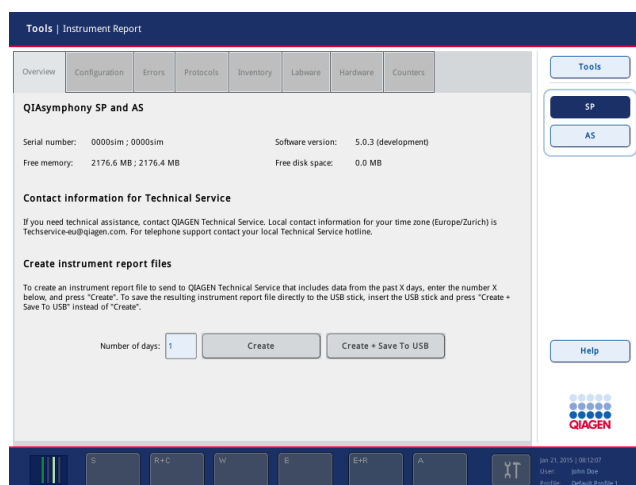 Tools | Instrument Report
Overview
Configuration
Errors
Protocols
Inventory
Labware
Hardware
Counters
Tools
SP
AS
QIAsymphony SP and AS
Serial number: 0000sim ; 0000sim
Software version: 5.0.3 (development)
Free memory: 2176.6 MB ; 2176.4 MB
Free disk space: 0.0 MB
Contact information for Technical Service
If you need technical assistance, contact QIAGEN Technical Service. Local contact information for your time zone (Europe/Zurich) is
Techservice-eu@qiagen.com. For telephone support contact your local Technical Service hotline.
Create instrument report files
To create an instrument report file to send to QIAGEN Technical Service that includes data from the past X days, enter the number X
below, and press "Create". To save the resulting instrument report file directly to the USB stick, insert the USB stick and press "Create +
Save To USB" instead of "Create".
Number of days: 1
Create
Create + Save To USB
Help
QIAGEN
S
R+C
W
E
E+R
A
Jan 21, 2015 | 08:12:07
User: John Doe
Profile: Default Profile 1